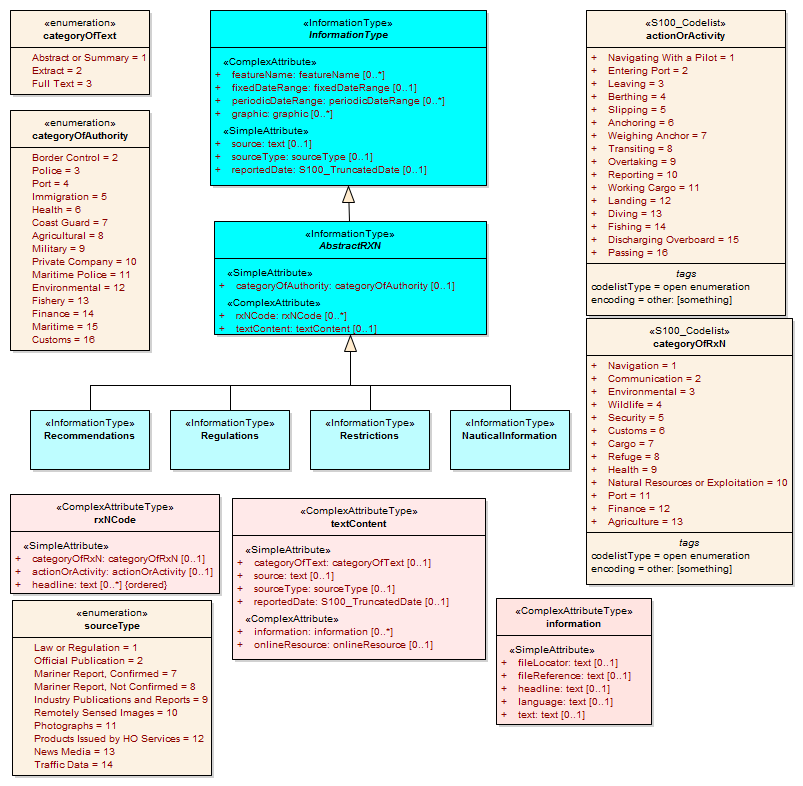 «enumeration»
categoryOfText
Abstract or Summary = 1
Extract = 2
Full Text = 3
«enumeration»
categoryOfAuthority
Border Control = 2
Police = 3
Port = 4
Immigration = 5
Health = 6
Coast Guard = 7
Agricultural = 8
Military = 9
Private Company = 10
Maritime Police = 11
Environmental = 12
Fishery = 13
Finance = 14
Maritime = 15
Customs = 16
«InformationType»
InformationType
«ComplexAttribute»
+ featureName: featureName [0..*]
+ fixedDateRange: fixedDateRange [0..1]
+ periodicDateRange: periodicDateRange [0..*]
+ graphic: graphic [0..*]
«SimpleAttribute»
+ source: text [0..1]
+ sourceType: sourceType [0..1]
+ reportedDate: S100_TruncatedDate [0..1]
«InformationType»
AbstractRXN
«SimpleAttribute»
+ categoryOfAuthority: categoryOfAuthority [0..1]
«ComplexAttribute»
+ rxNCode: rxNCode [0..*]
+ textContent: textContent [0..1]
«S100_Codelist»
actionOrActivity
+ Navigating With a Pilot = 1
+ Entering Port = 2
+ Leaving = 3
+ Berthing = 4
+ Slipping = 5
+ Anchoring = 6
+ Weighing Anchor = 7
+ Transiting = 8
+ Overtaking = 9
+ Reporting = 10
+ Working Cargo = 11
+ Landing = 12
+ Diving = 13
+ Fishing = 14
+ Discharging Overboard = 15
+ Passing = 16
tags
codelistType = open enumeration
encoding = other: [something]
«S100_Codelist»
categoryOfRxN
+ Navigation = 1
+ Communication = 2
+ Environmental = 3
+ Wildlife = 4
+ Security = 5
+ Customs = 6
+ Cargo = 7
+ Refuge = 8
+ Health = 9
+ Natural Resources or Exploitation = 10
+ Port = 11
+ Finance = 12
+ Agriculture = 13
tags
codelistType = open enumeration
encoding = other: [something]
«InformationType»
Recommendations
«InformationType»
Regulations
«InformationType»
Restrictions
«InformationType»
NauticalInformation
«ComplexAttributeType»
rxNCode
«SimpleAttribute»
+ categoryOfRxN: categoryOfRxN [0..1]
+ actionOrActivity: actionOrActivity [0..1]
+ headline: text [0..*] {ordered}
«ComplexAttributeType»
textContent
«SimpleAttribute»
+ categoryOfText: categoryOfText [0..1]
+ source: text [0..1]
+ sourceType: sourceType [0..1]
+ reportedDate: S100_TruncatedDate [0..1]
«ComplexAttribute»
+ information: information [0..*]
+ onlineResource: onlineResource [0..1]
«enumeration»
sourceType
Law or Regulation = 1
Official Publication = 2
Mariner Report, Confirmed = 7
Mariner Report, Not Confirmed = 8
Industry Publications and Reports = 9
Remotely Sensed Images = 10
Photographs = 11
Products Issued by HO Services = 12
News Media = 13
Traffic Data = 14
«ComplexAttributeType»
information
«SimpleAttribute»
+ fileLocator: text [0..1]
+ fileReference: text [0..1]
+ headline: text [0..1]
+ language: text [0..1]
+ text: text [0..1]